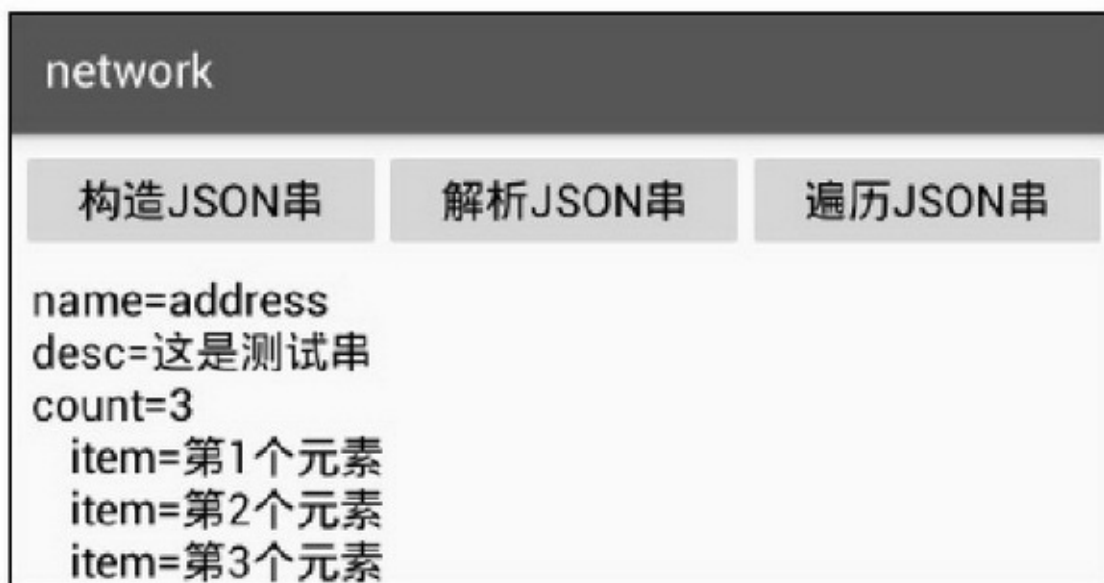 network
构造JSON串 解析JSON串 遍历JSON串
name=address
desc=这是测试串
count=3
item=第1个元素
item=第2个元素
item=第3个元素